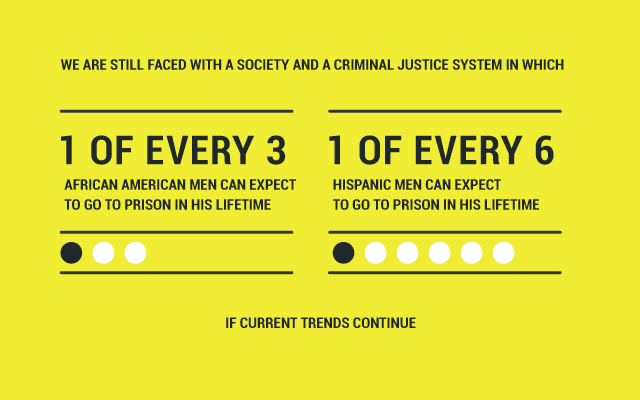 WE ARE STILL FACED WITH A SOCIETY AND A CRIMINAL JUSTICE SYSTEM IN WHICH
1 OF EVERY 3
AFRICAN AMERICAN MEN CAN EXPECT
TO GO TO PRISON IN HIS LIFETIME
1 OF EVERY 6
HISPANIC MEN CAN EXPECT
TO GO TO PRISON IN HIS LIFETIME
IF CURRENT TRENDS CONTINUE